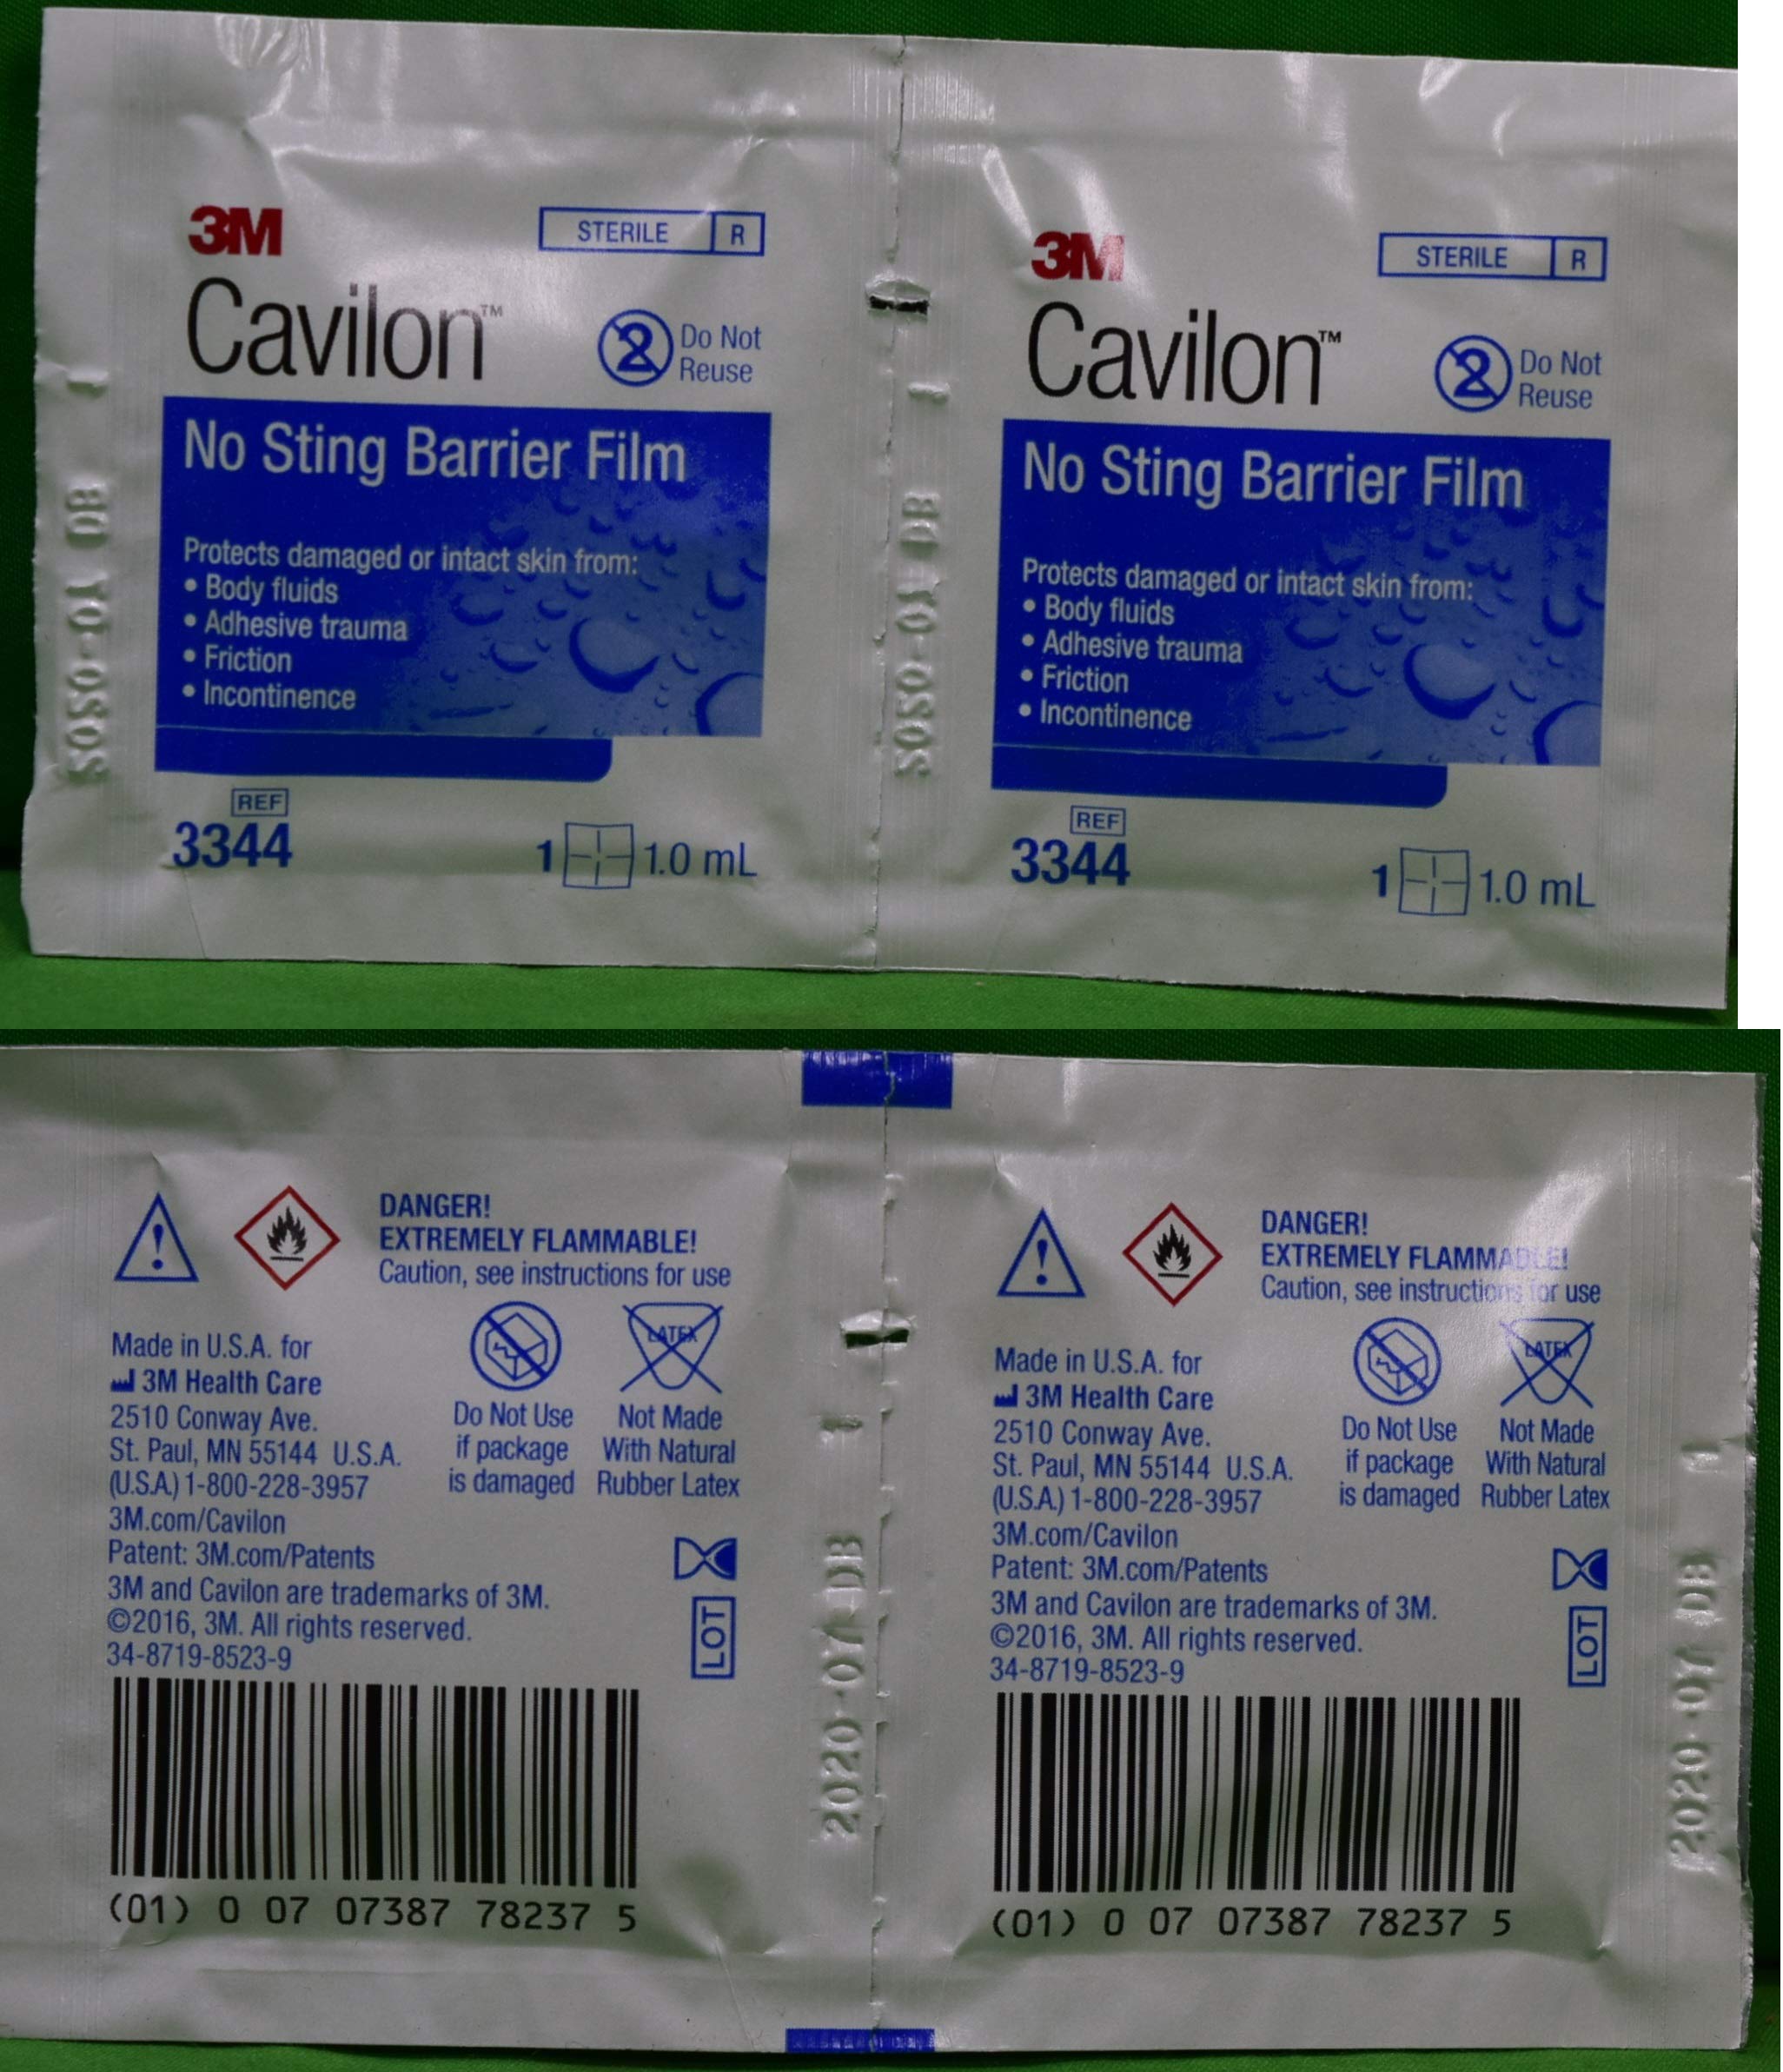 3M
STERILE R
Cavilon™
Do Not
Reuse
No Sting Barrier Film
Protects damaged or intact skin from:
• Body fluids
• Adhesive trauma
• Friction
• Incontinence
REF
3344
1 1.0 mL
3M
STERILE R
Cavilon™
Do Not
Reuse
No Sting Barrier Film
Protects damaged or intact skin from:
• Body fluids
• Adhesive trauma
• Friction
• Incontinence
REF
3344
1 1.0 mL
DANGER!
EXTREMELY FLAMMABLE!
Caution, see instructions for use
LATEX
Made in U.S.A. for
3M Health Care
2510 Conway Ave.
St. Paul, MN 55144 U.S.A.
(U.S.A.) 1-800-228-3957
3M.com/Cavilon
Patent: 3M.com/Patents
3M and Cavilon are trademarks of 3M.
©2016, 3M. All rights reserved.
34-8719-8523-9
Do Not Use
if package
is damaged
Not Made
With Natural
Rubber Latex
LOT
(01) 0 07 07387 78237 5
2020-07 DB
DANGER!
EXTREMELY FLAMMABLE!
Caution, see instructions for use
LATEX
Made in U.S.A. for
3M Health Care
2510 Conway Ave.
St. Paul, MN 55144 U.S.A.
(U.S.A.) 1-800-228-3957
3M.com/Cavilon
Patent: 3M.com/Patents
3M and Cavilon are trademarks of 3M.
©2016, 3M. All rights reserved.
34-8719-8523-9
Do Not Use
if package
is damaged
Not Made
With Natural
Rubber Latex
LOT
(01) 0 07 07387 78237 5
2020-07 DB